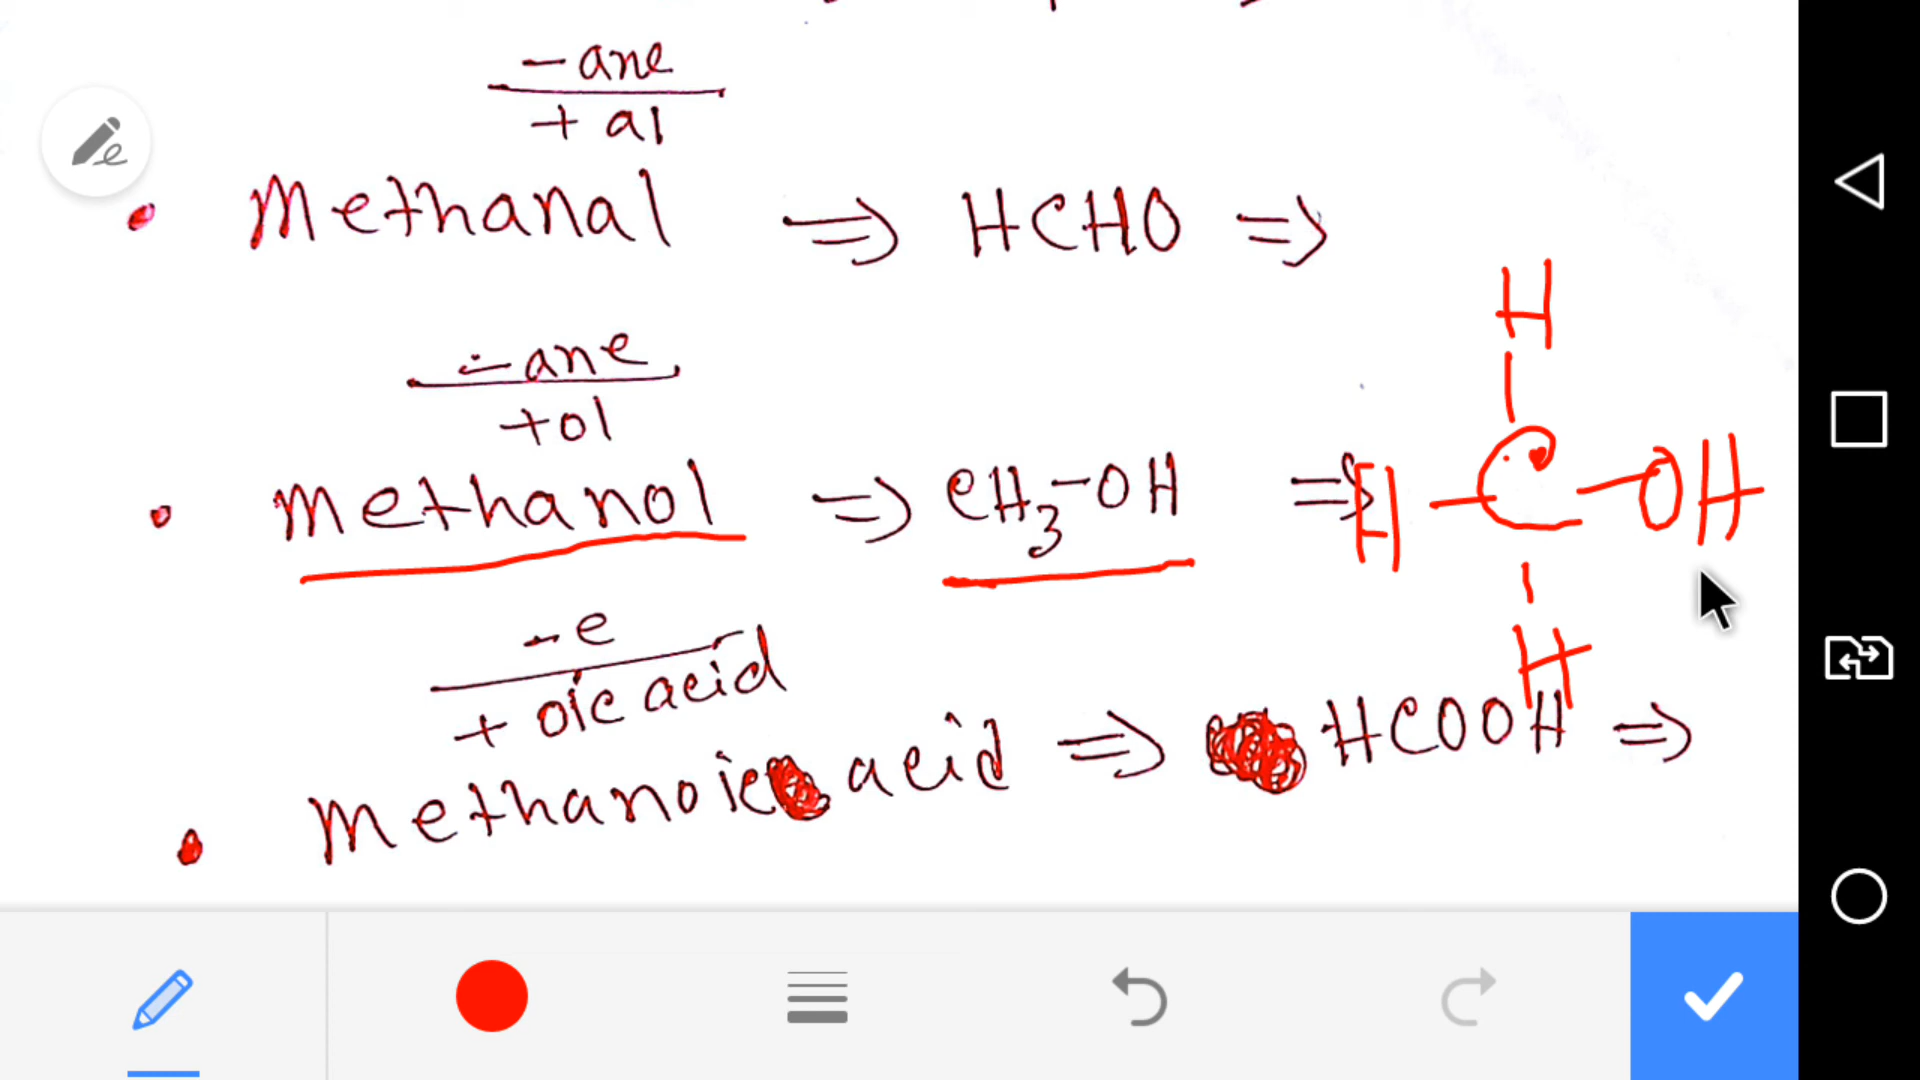 -ane
+ al
• Methanal ⇒ HCHO ⇒
H
-ane
+ol
• methanol ⇒ CH3-OH ⇒ H-C-OH
H
-e
+ oic acid
• methanoic acid ⇒ HCOOH ⇒